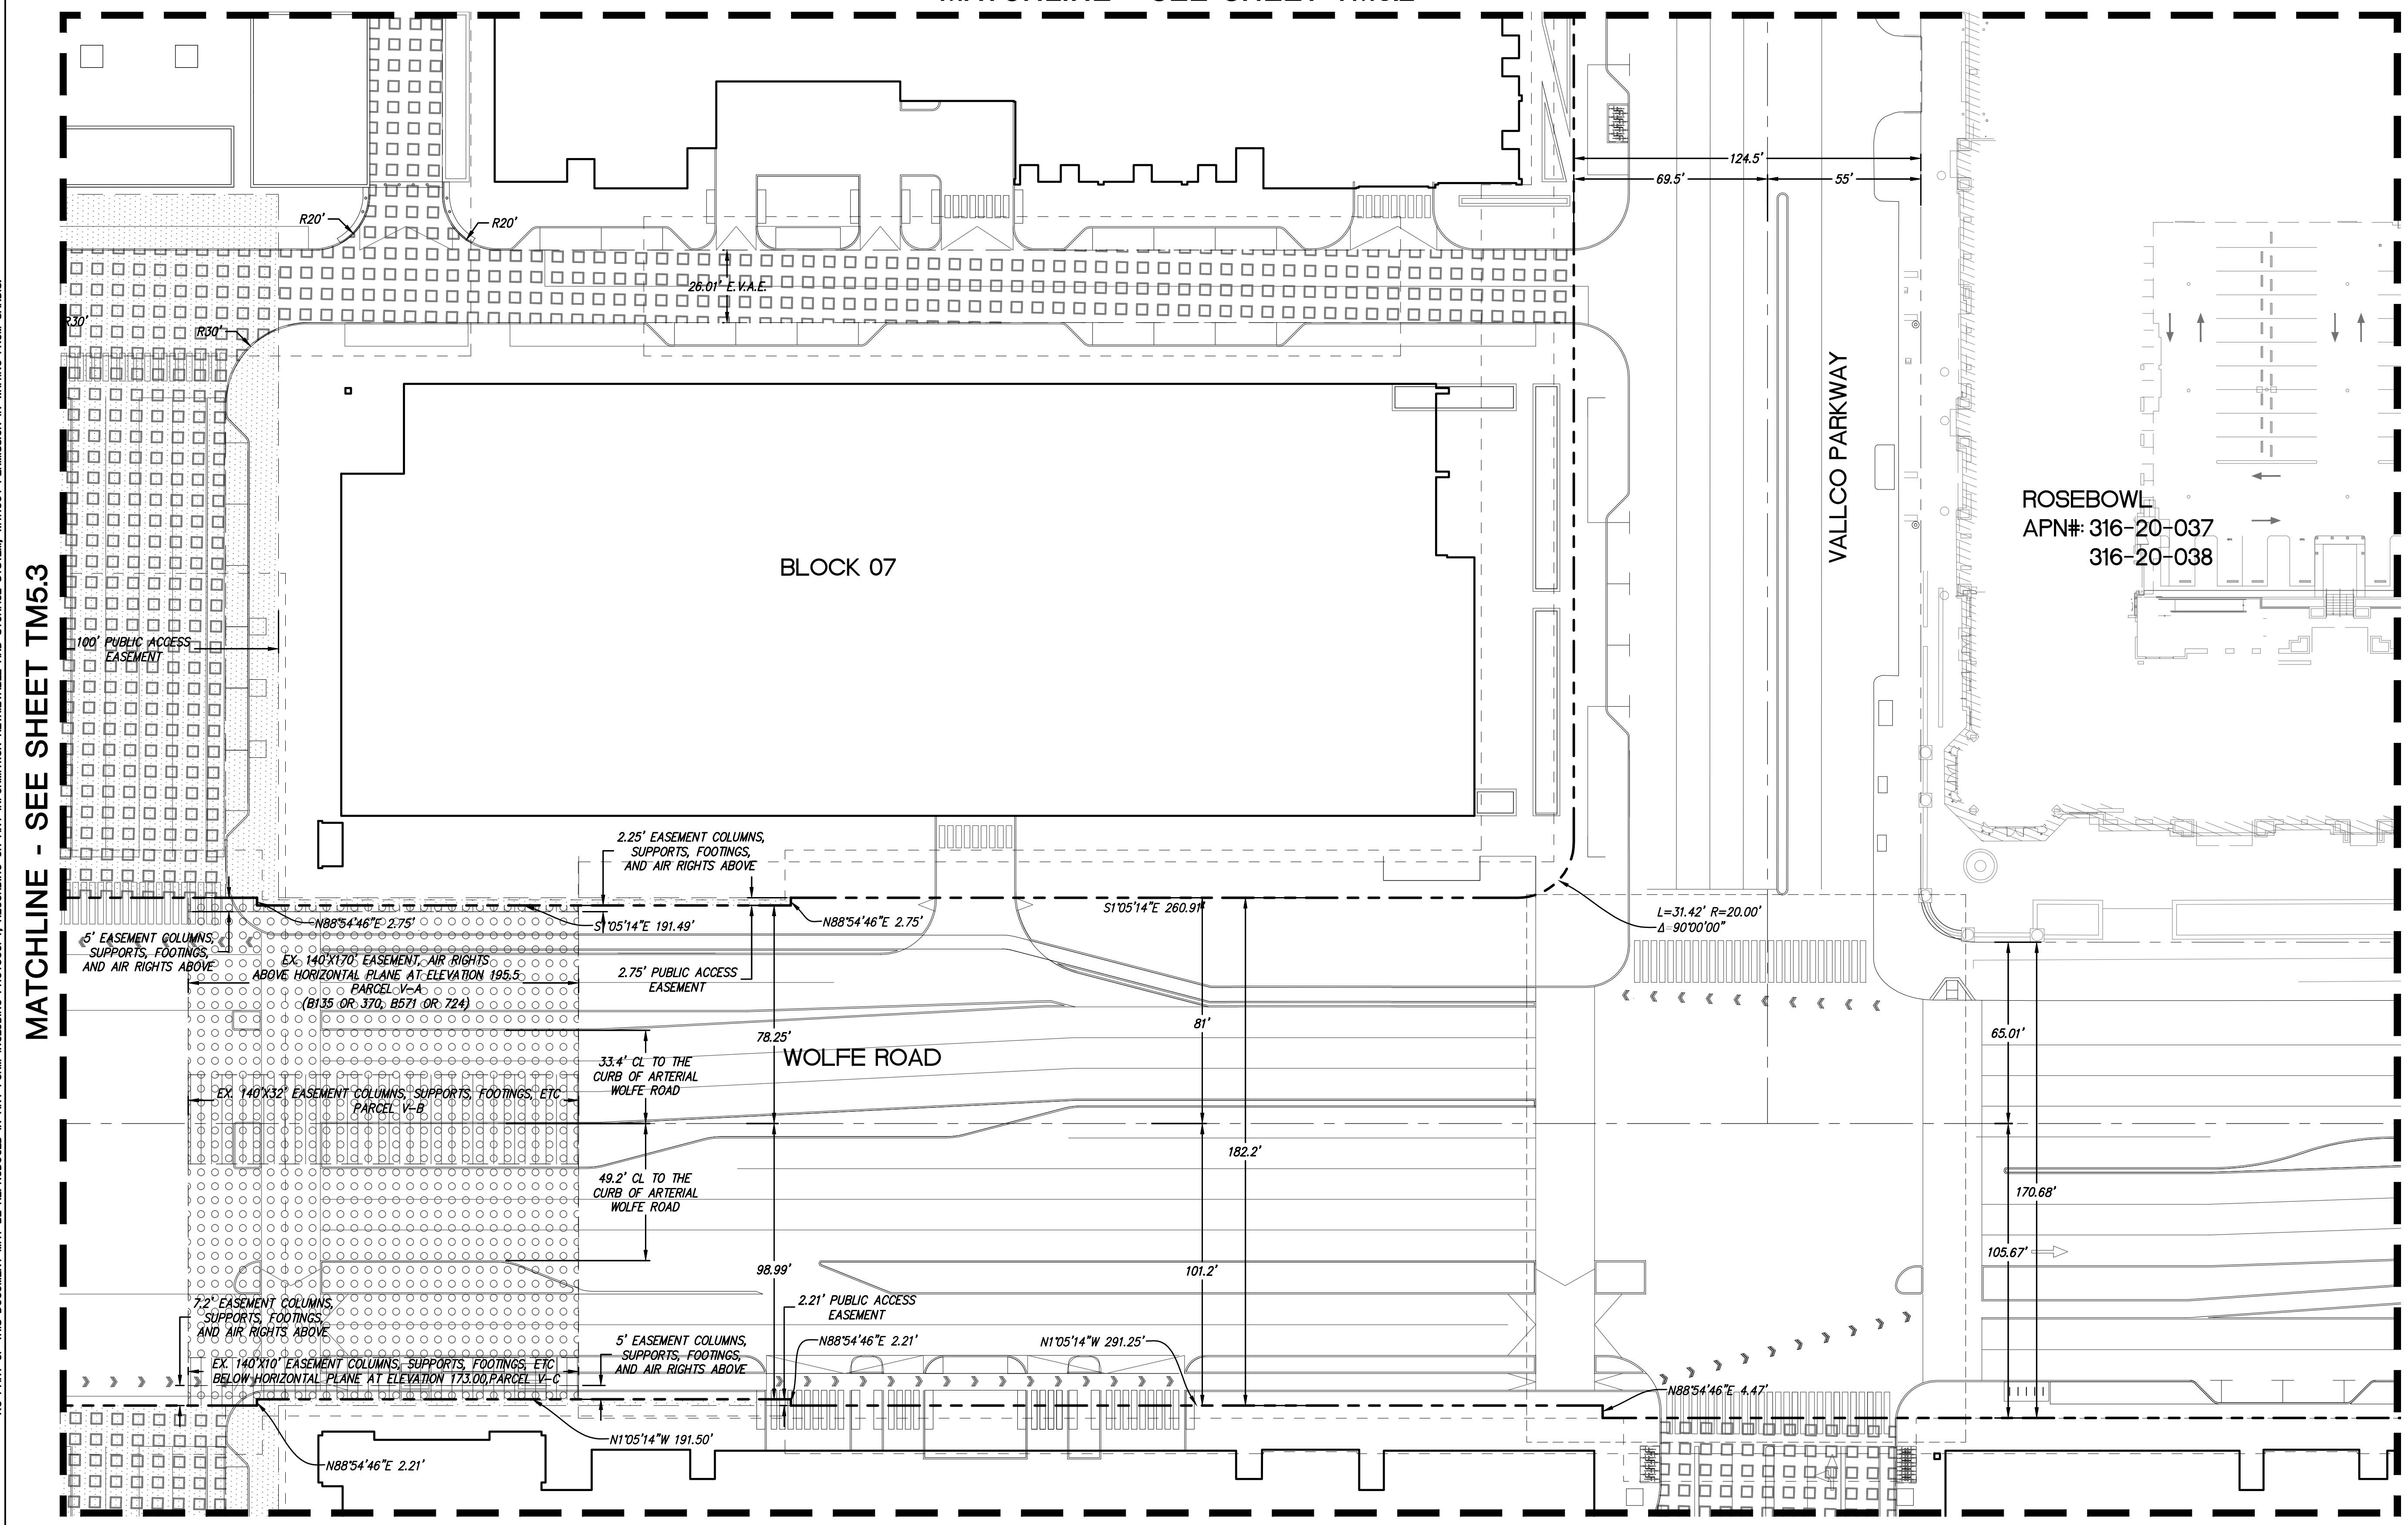 124.5'
69.5'
55'
R20'
R20'
26.01' E.V.A.E.
R30'
R30'
VALLCO PARKWAY
ROSEBOWL
APN#: 316-20-037
316-20-038
BLOCK 07
MATCHLINE - SEE SHEET TM5.3
100' PUBLIC ACCESS
EASEMENT
2.25' EASEMENT COLUMNS,
SUPPORTS, FOOTINGS,
AND AIR RIGHTS ABOVE
N88°54'46"E 2.75'
S1°05'14"E 191.49'
N88°54'46"E 2.75'
S1°05'14"E 260.91'
L=31.42' R=20.00'
Δ=90°00'00"
5' EASEMENT COLUMNS,
SUPPORTS, FOOTINGS,
AND AIR RIGHTS ABOVE
EX. 140'X170' EASEMENT, AIR RIGHTS
ABOVE HORIZONTAL PLANE AT ELEVATION 195.5
PARCEL V-A
(B135 OR 370, B571 OR 724)
2.75' PUBLIC ACCESS
EASEMENT
78.25'
81'
65.01'
WOLFE ROAD
33.4' CL TO THE
CURB OF ARTERIAL
WOLFE ROAD
EX. 140'X32' EASEMENT COLUMNS, SUPPORTS, FOOTINGS, ETC
PARCEL V-B
182.2'
49.2' CL TO THE
CURB OF ARTERIAL
WOLFE ROAD
170.68'
105.67'
98.99'
101.2'
7.2' EASEMENT COLUMNS,
SUPPORTS, FOOTINGS,
AND AIR RIGHTS ABOVE
2.21' PUBLIC ACCESS
EASEMENT
5' EASEMENT COLUMNS,
SUPPORTS, FOOTINGS,
AND AIR RIGHTS ABOVE
N88°54'46"E 2.21'
N1°05'14"W 291.25'
EX. 140'X10' EASEMENT COLUMNS, SUPPORTS, FOOTINGS, ETC
BELOW HORIZONTAL PLANE AT ELEVATION 173.00,PARCEL V-C
N88°54'46"E 4.47'
N1°05'14"W 191.50'
N88°54'46"E 2.21'